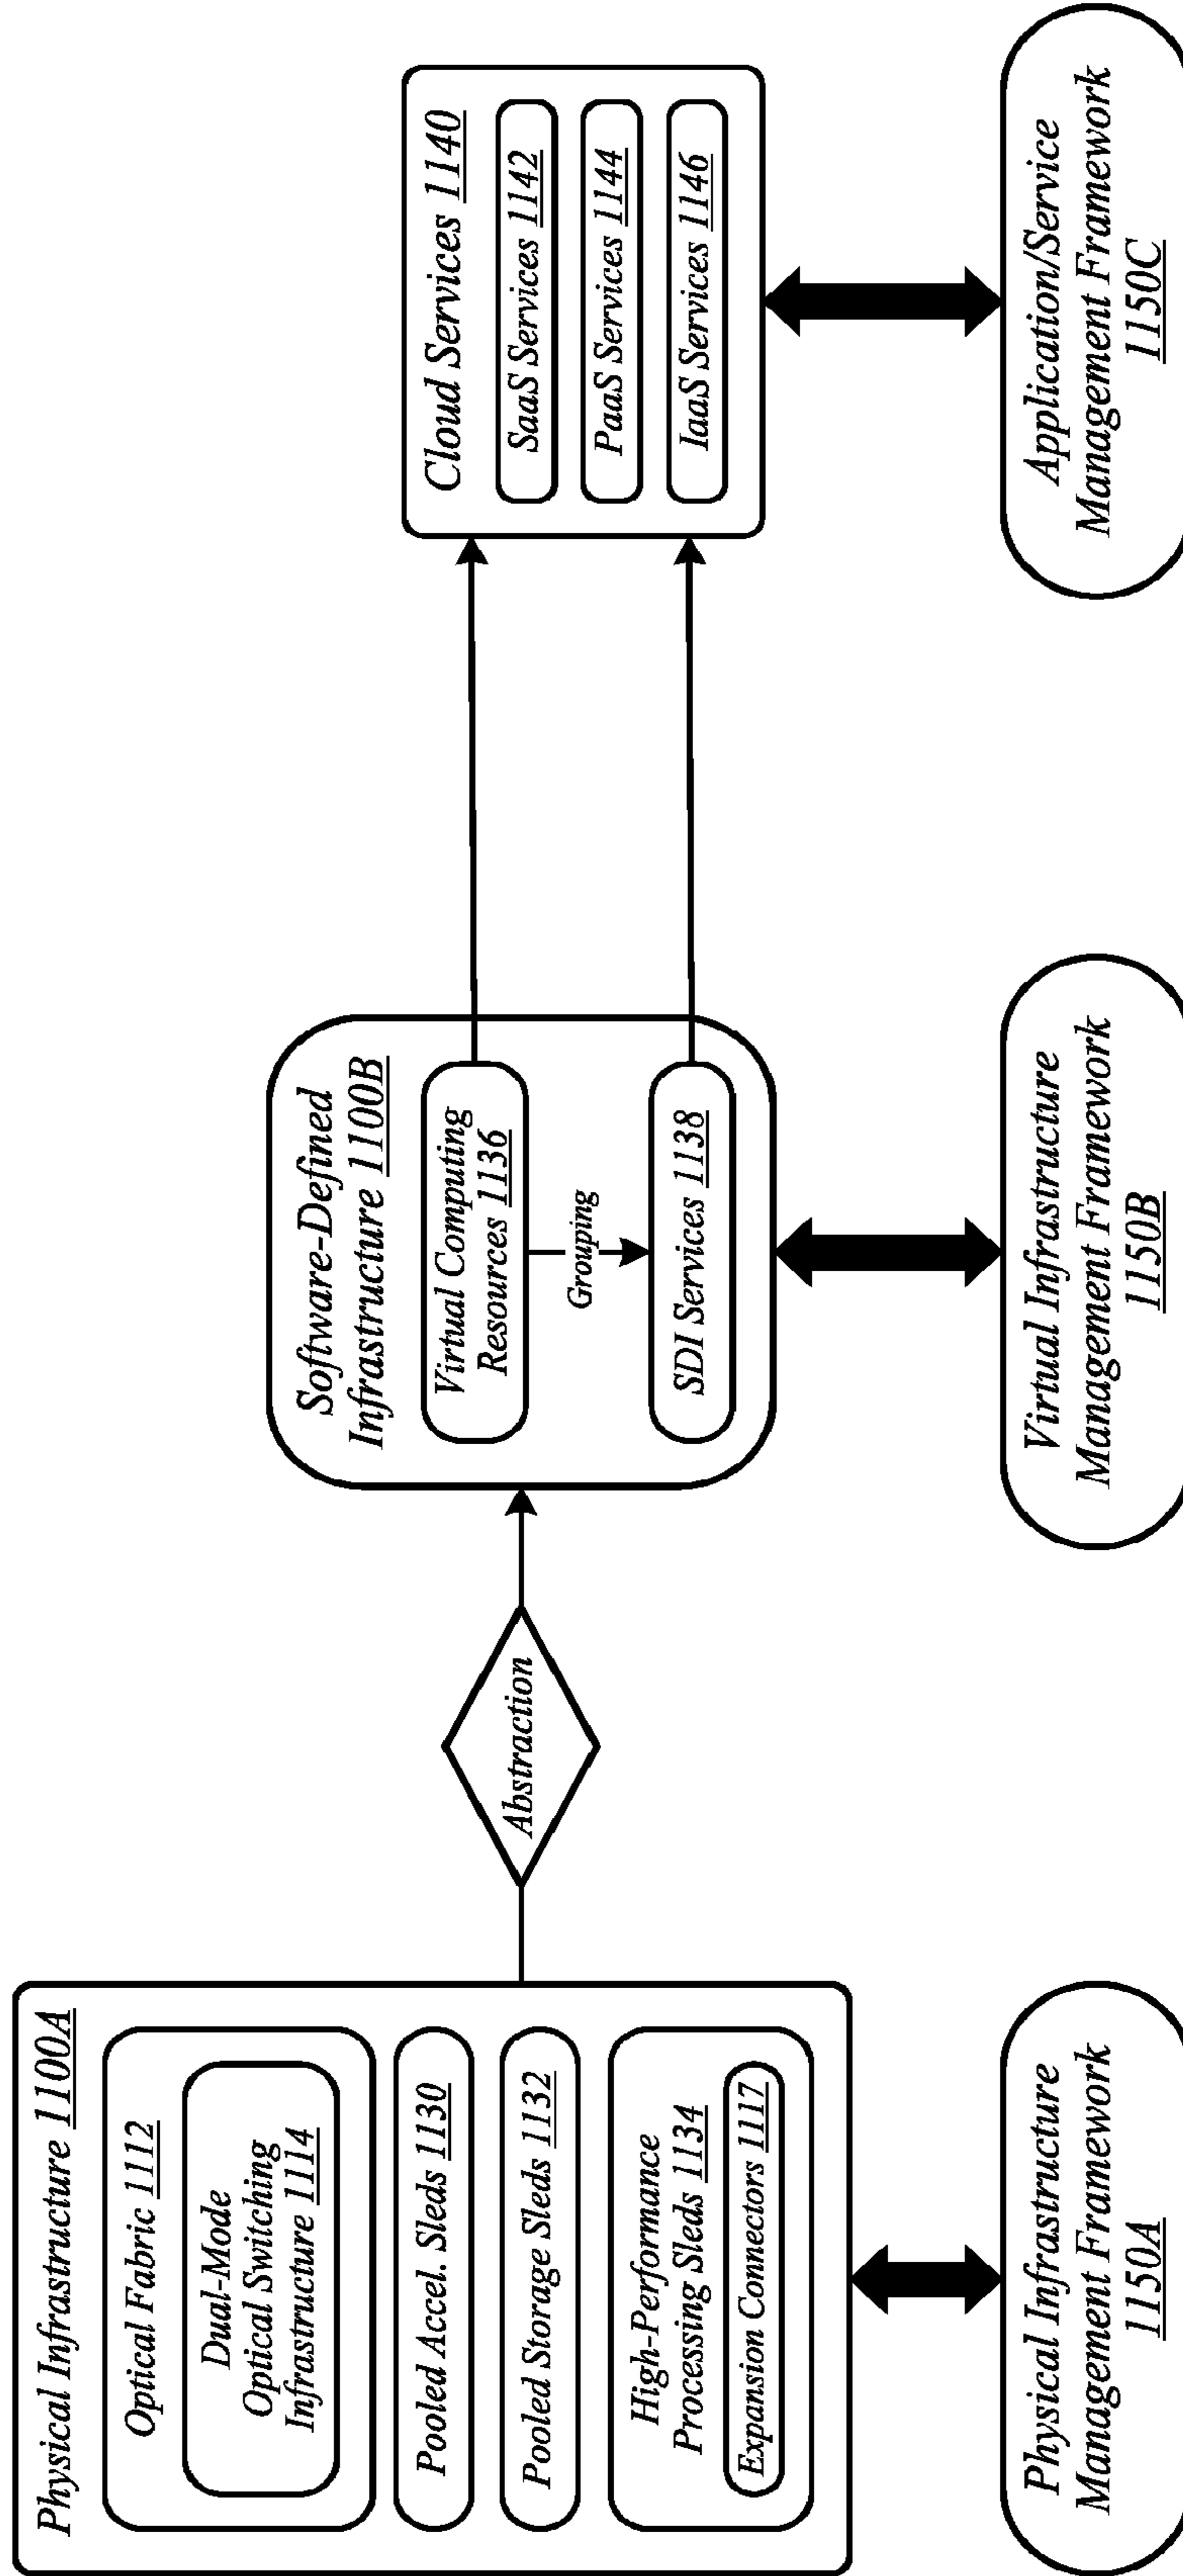 Physical Infrastructure 1100A
Optical Fabric 1112
Dual-Mode
Optical Switching
Infrastructure 1114
Pooled Accel. Sleds 1130
Pooled Storage Sleds 1132
High-Performance
Processing Sleds 1134
Expansion Connectors 1117
Physical Infrastructure
Management Framework
1150A
Abstraction
Software-Defined
Infrastructure 1100B
Virtual Computing
Resources 1136
Grouping
SDI Services 1138
Virtual Infrastructure
Management Framework
1150B
Cloud Services 1140
SaaS Services 1142
PaaS Services 1144
IaaS Services 1146
Application/Service
Management Framework
1150C